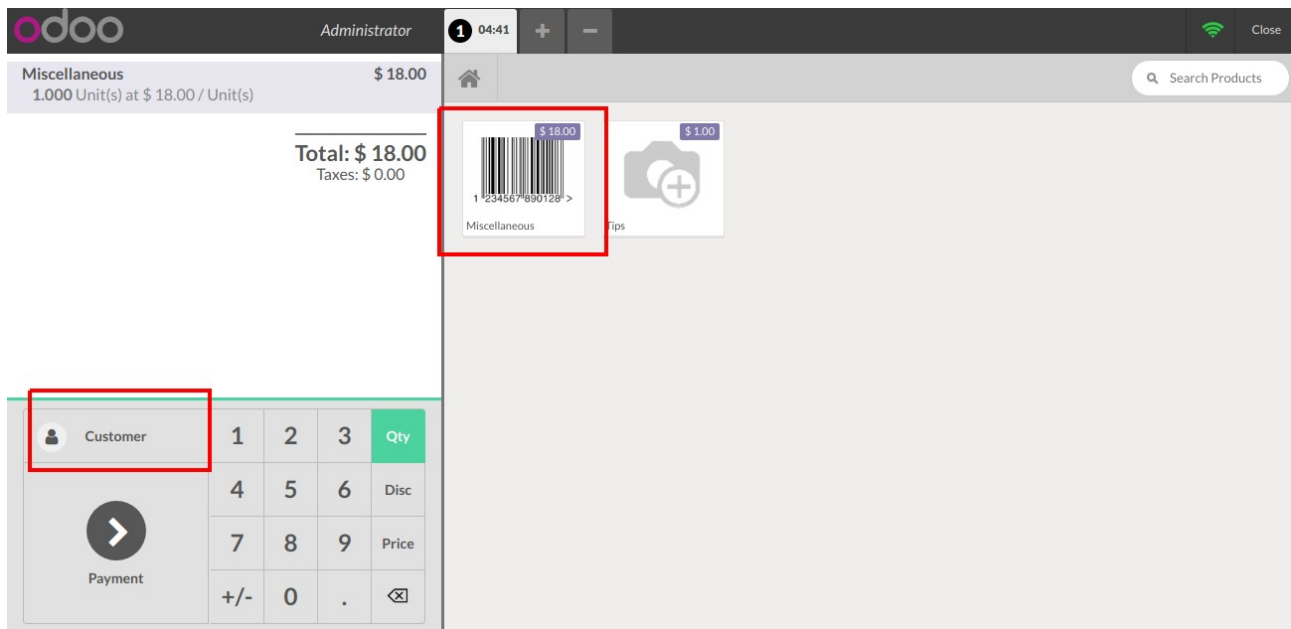 odoo
Administrator
1 04:41 + −
Close
Miscellaneous $ 18.00
1.000 Unit(s) at $ 18.00 / Unit(s)
Search Products
Total: $ 18.00
Taxes: $ 0.00
$ 18.00
1 234567 890128 >
Miscellaneous
$ 1.00
Tips
Customer
Payment
1 2 3 Qty
4 5 6 Disc
7 8 9 Price
+/- 0 .